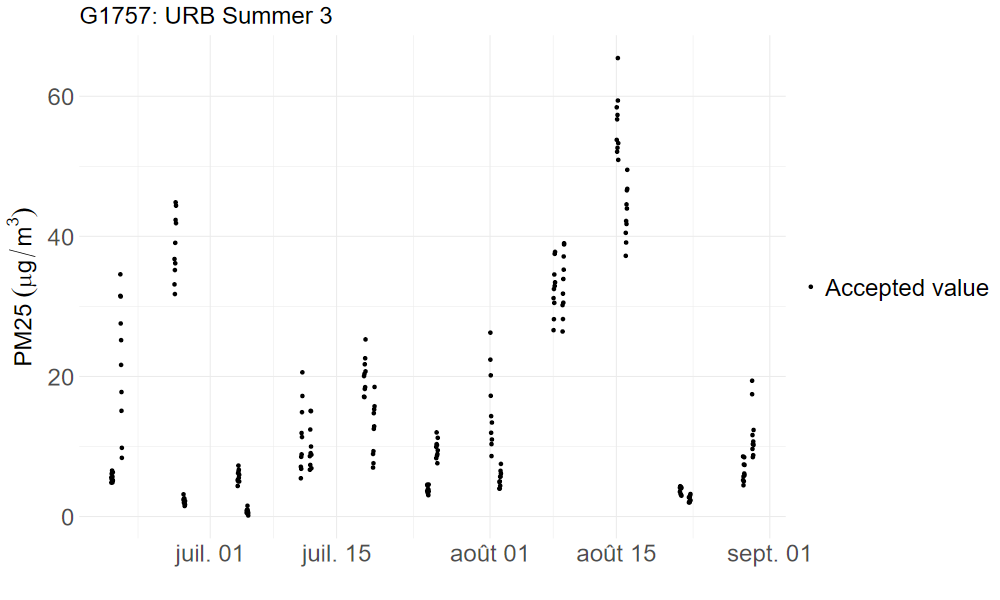 G1757: URB Summer 3
PM25 (μg/m³)
60
40
20
0
juil. 01
juil. 15
août 01
août 15
sept. 01
Accepted value